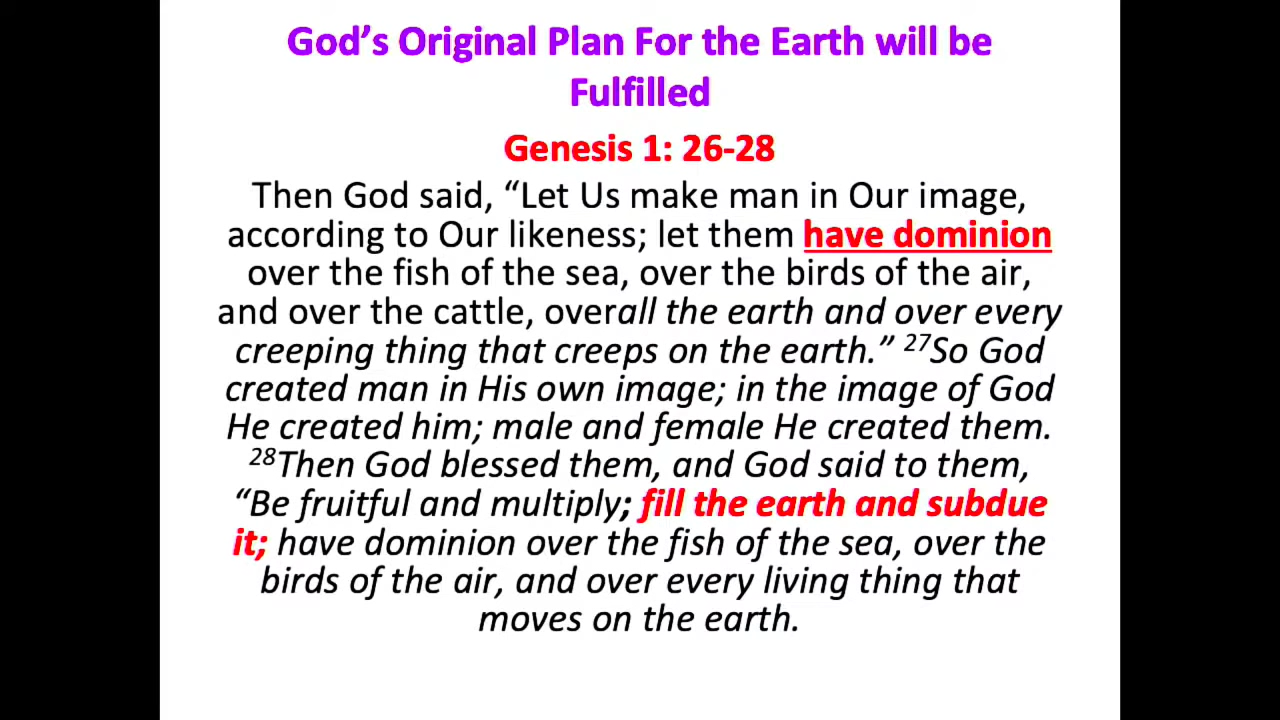 God’s Original Plan For the Earth will be
Fulfilled
Genesis 1: 26-28
Then God said, “Let Us make man in Our image,
according to Our likeness; let them have dominion
over the fish of the sea, over the birds of the air,
and over the cattle, overall the earth and over every
creeping thing that creeps on the earth.” 27So God
created man in His own image; in the image of God
He created him; male and female He created them.
28Then God blessed them, and God said to them,
“Be fruitful and multiply; fill the earth and subdue
it; have dominion over the fish of the sea, over the
birds of the air, and over every living thing that
moves on the earth.